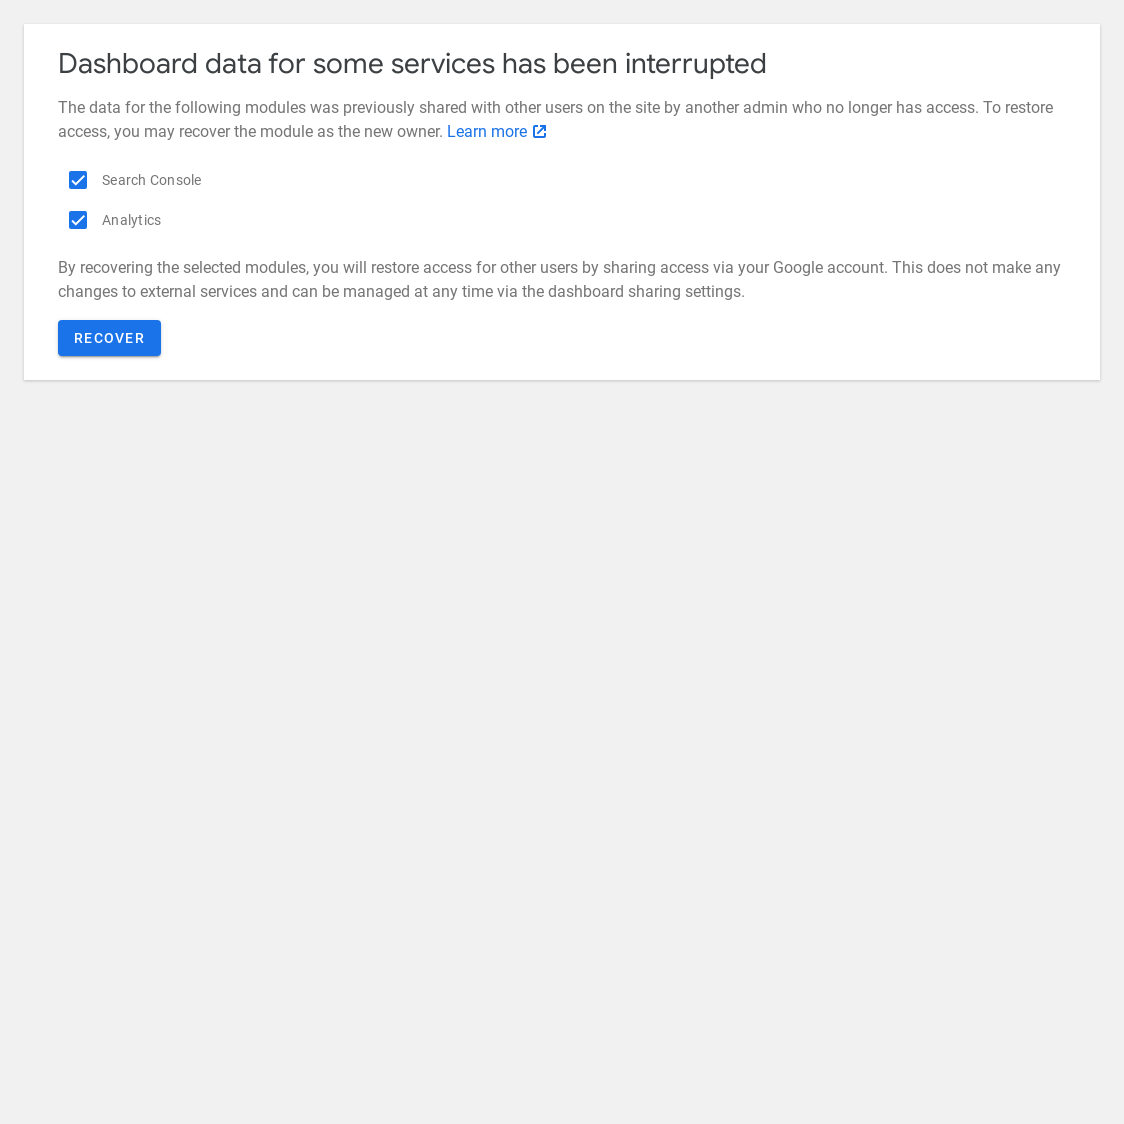 Dashboard data for some services has been interrupted
The data for the following modules was previously shared with other users on the site by another admin who no longer has access. To restore
access, you may recover the module as the new owner. Learn more
Search Console
Analytics
By recovering the selected modules, you will restore access for other users by sharing access via your Google account. This does not make any
changes to external services and can be managed at any time via the dashboard sharing settings.
RECOVER